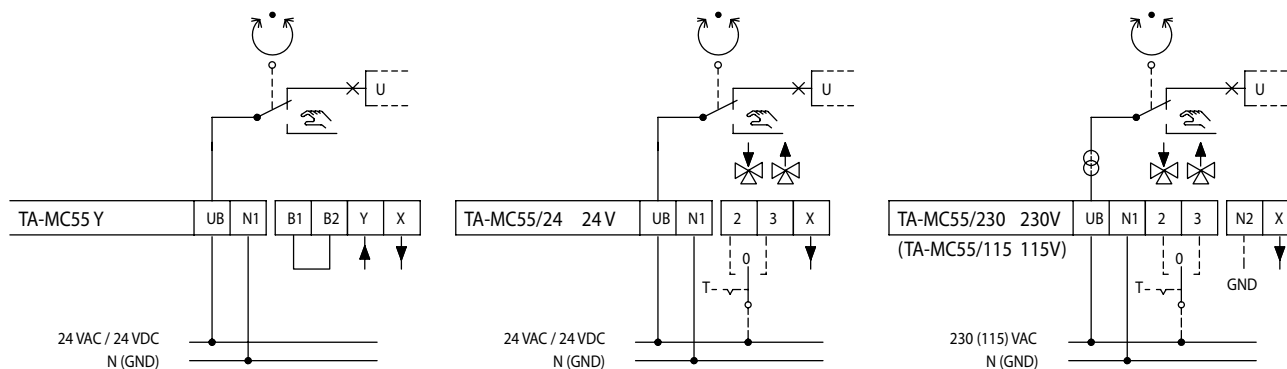 U
U
U
TA-MC55 Y UB N1 B1 B2 Y X
TA-MC55/24 24 V UB N1 2 3 X
TA-MC55/230 230V UB N1 2 3 N2 X
(TA-MC55/115 115V)
0
0
T
T
GND
24 VAC / 24 VDC
N (GND)
24 VAC / 24 VDC
N (GND)
230 (115) VAC
N (GND)